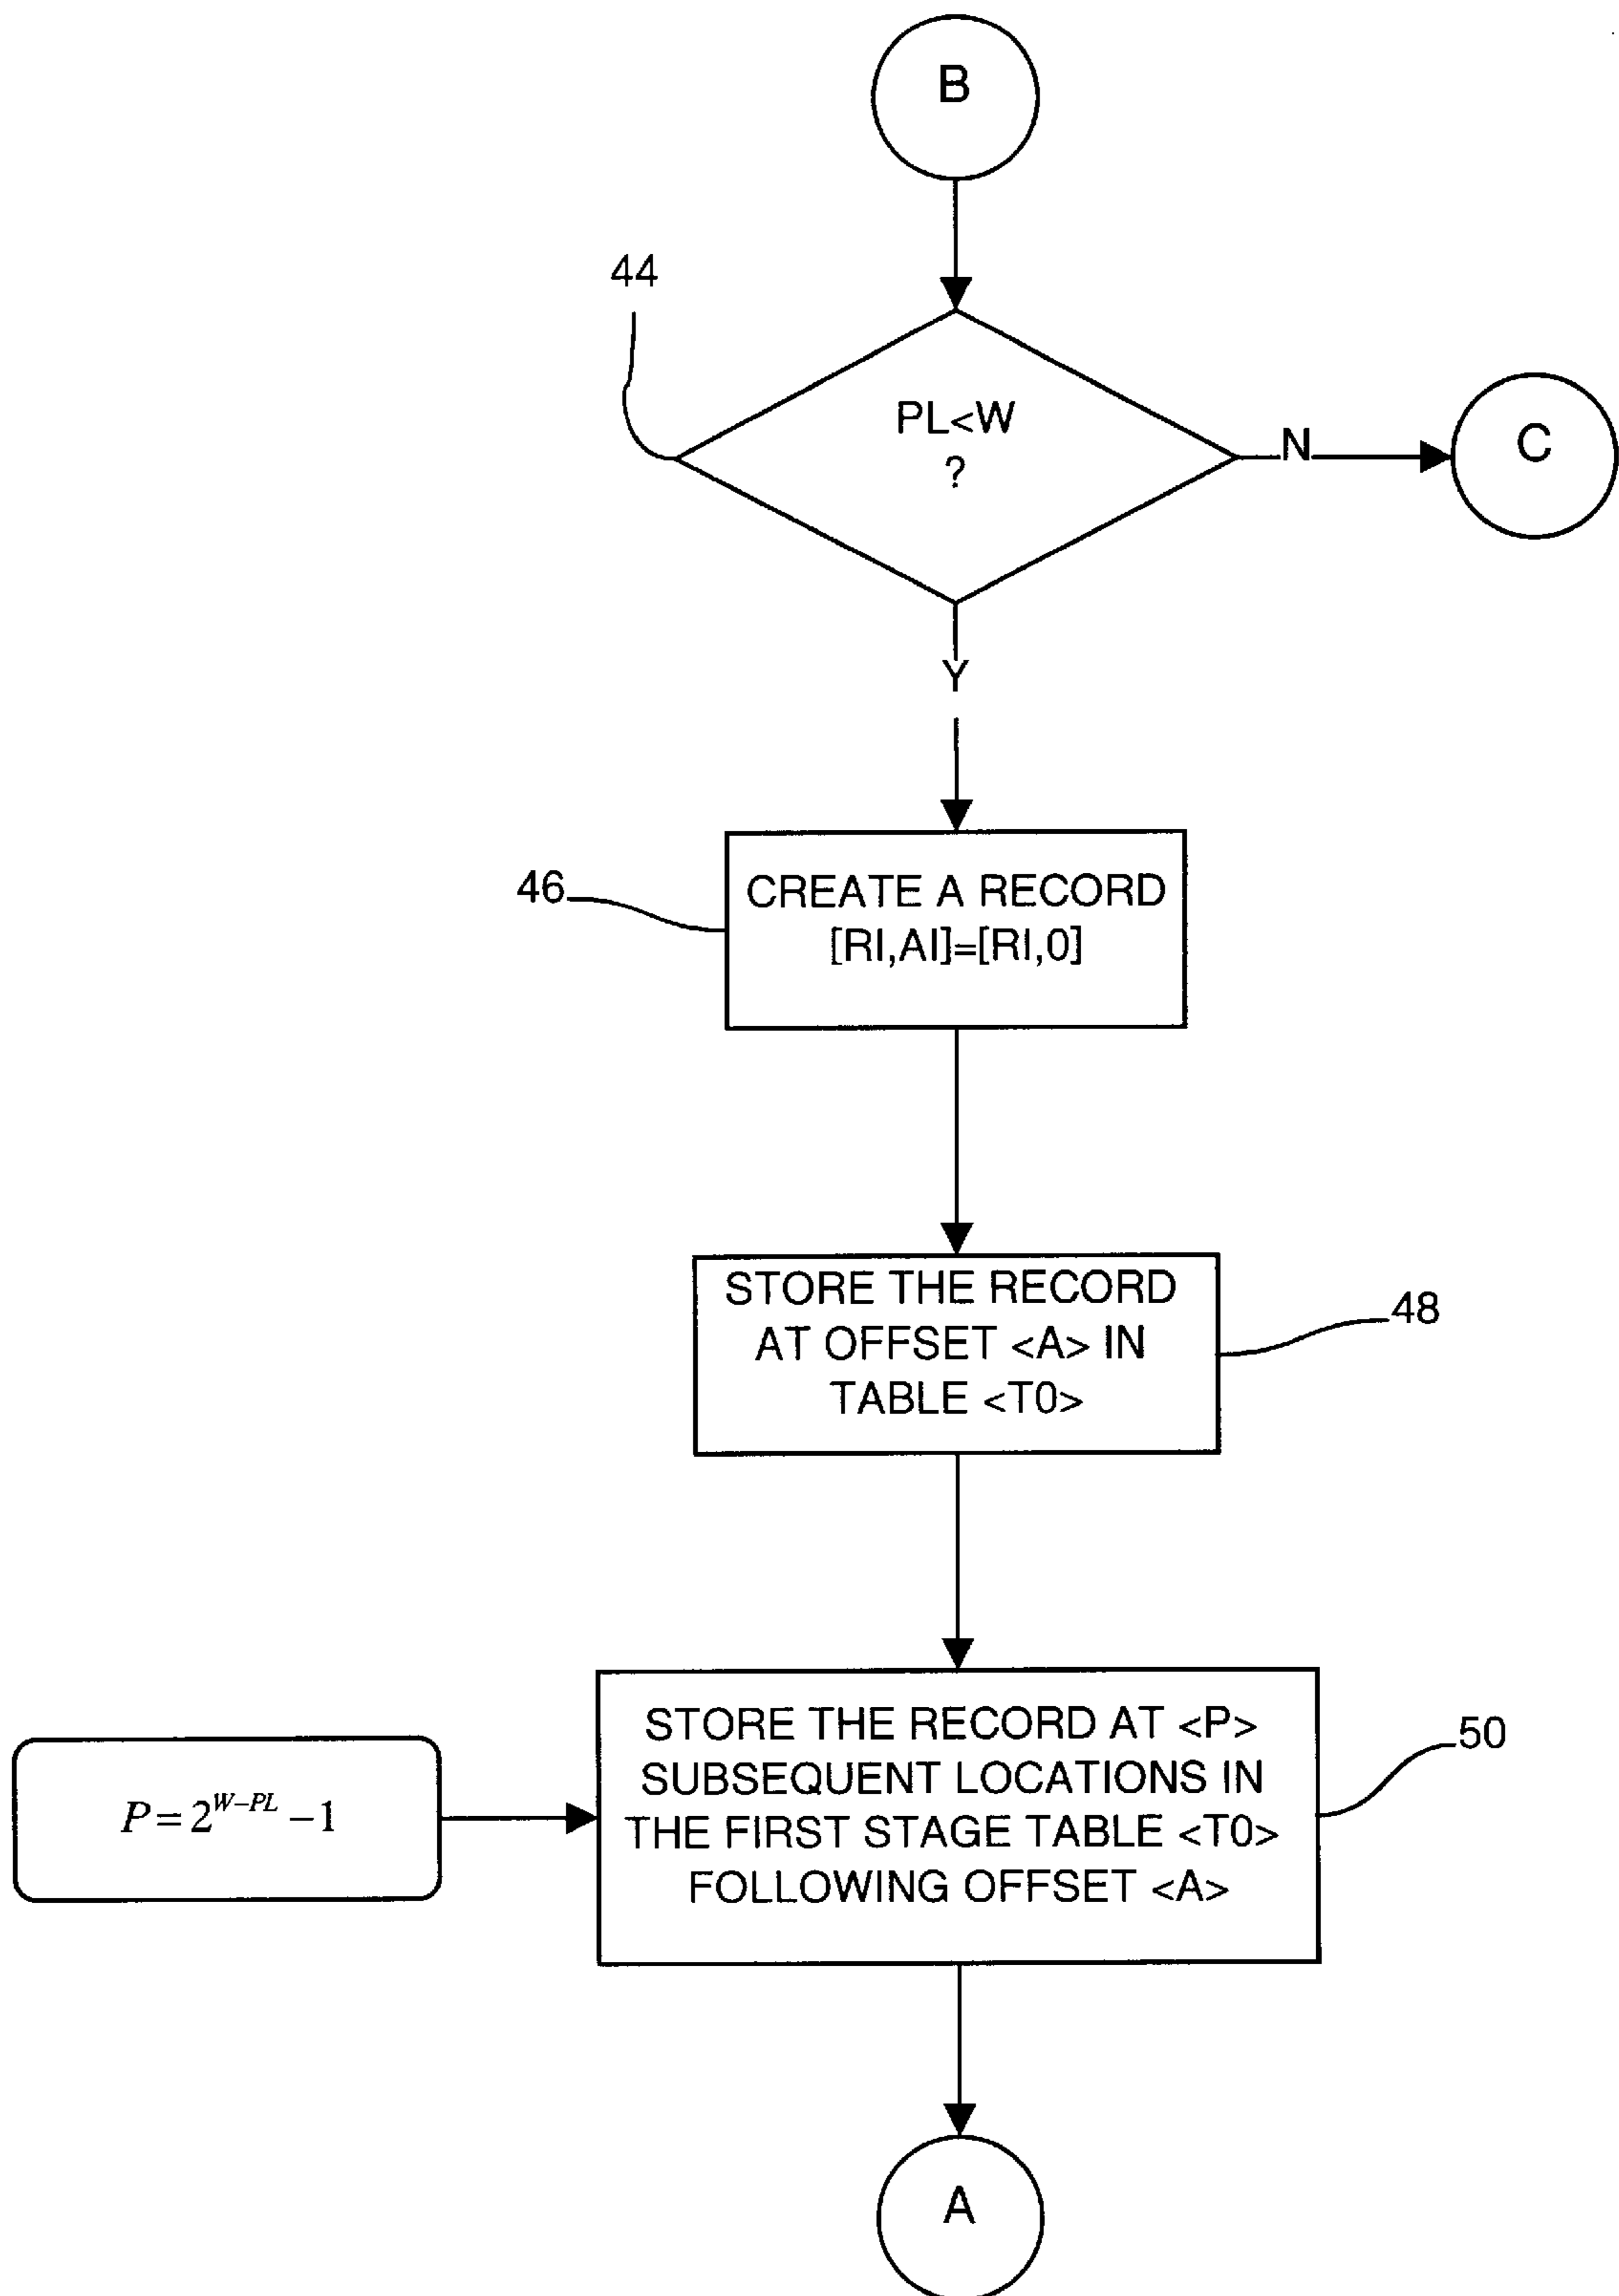 B
44
PL<W
?
N
C
Y
46
CREATE A RECORD
[RI,AI]=[RI,0]
STORE THE RECORD
AT OFFSET <A> IN
TABLE <T0>
48
STORE THE RECORD AT <P>
SUBSEQUENT LOCATIONS IN
THE FIRST STAGE TABLE <T0>
FOLLOWING OFFSET <A>
50
P = 2^{W-PL} - 1
A